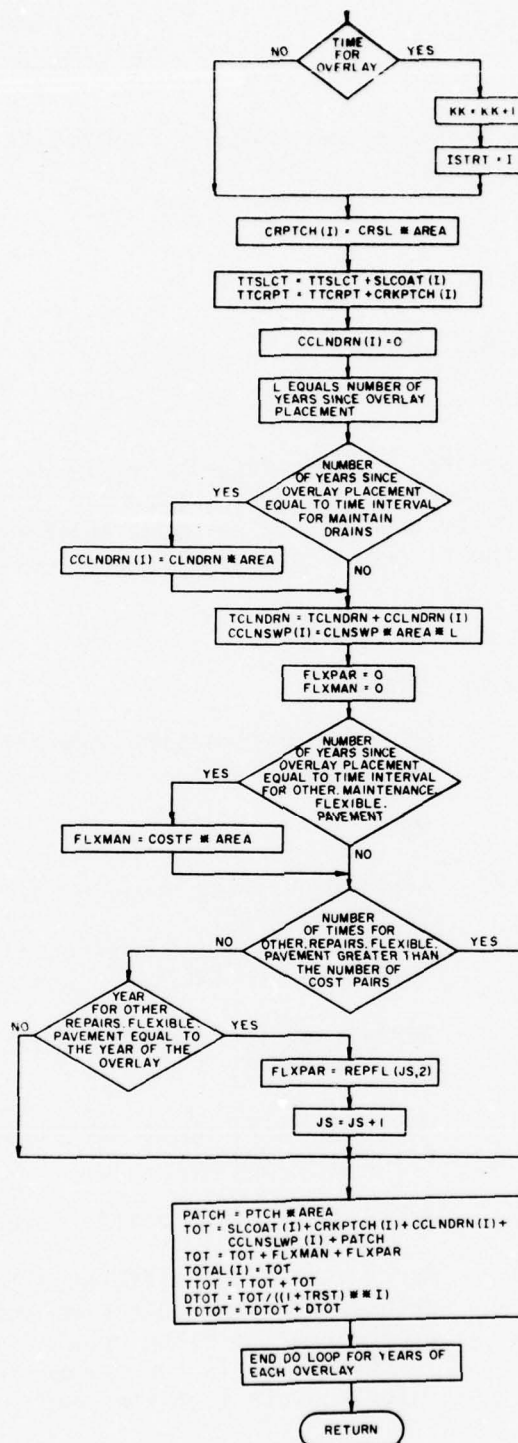 TIME
FOR
OVERLAY
NO
YES
KK = KK+1
ISTRT = I
CRPTCH(I) = CRSL * AREA
TTSLCT = TTSLCT + SLCOAT(I)
TTCRPT = TTCRPT + CRKPTCH(I)
CCLNDRN(I)=0
L EQUALS NUMBER OF
YEARS SINCE OVERLAY
PLACEMENT
NUMBER
OF YEARS SINCE
OVERLAY PLACEMENT
EQUAL TO TIME INTERVAL
FOR MAINTAIN
DRAINS
YES
CCLNDRN(I) = CLNDRN * AREA
NO
TCLNDRN = TCLNDRN + CCLNDRN(I)
CCLNSWP(I)=CLNSWP * AREA * L
FLXPAR = 0
FLXMAN = 0
NUMBER
OF YEARS SINCE
OVERLAY PLACEMENT
EQUAL TO TIME INTERVAL
FOR OTHER. MAINTENANCE.
FLEXIBLE.
PAVEMENT
YES
FLXMAN = COSTF * AREA
NO
NUMBER
OF TIMES FOR
OTHER. REPAIRS. FLEXIBLE.
PAVEMENT GREATER THAN
THE NUMBER OF
COST PAIRS
NO
YES
YEAR
FOR OTHER
REPAIRS. FLEXIBLE.
PAVEMENT EQUAL TO
THE YEAR OF THE
OVERLAY
NO
YES
FLXPAR = REPFL(JS,2)
JS = JS + 1
PATCH = PTCH * AREA
TOT = SLCOAT(I)+CRKPTCH(I)+CCLNDRN(I)+
CCLNSLWP(I)+PATCH
TOT = TOT + FLXMAN + FLXPAR
TOTAL(I) = TOT
TTOT = TTOT + TOT
DTOT = TOT/((1+TRST) * * I)
TDTOT = TDTOT + DTOT
END DO LOOP FOR YEARS OF
EACH OVERLAY
RETURN